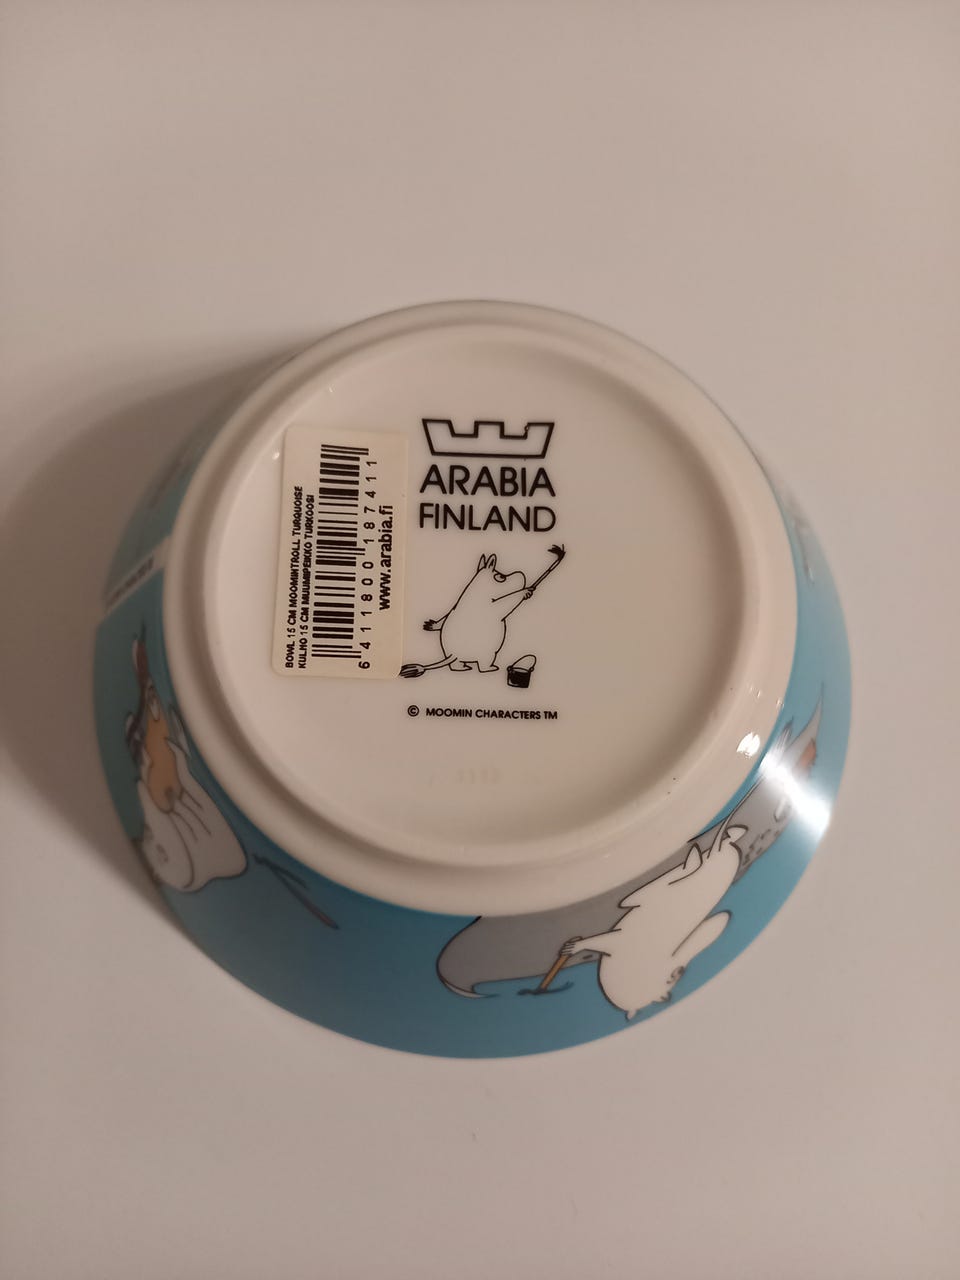 ARABIA
FINLAND
© MOOMIN CHARACTERS TM
BOWL 15 CM MOOMINTROLL TURQUOISE
KULHO 15 CM MUUMIPEIKKO TURKOOSI
6 411800 187411
www.arabia.fi